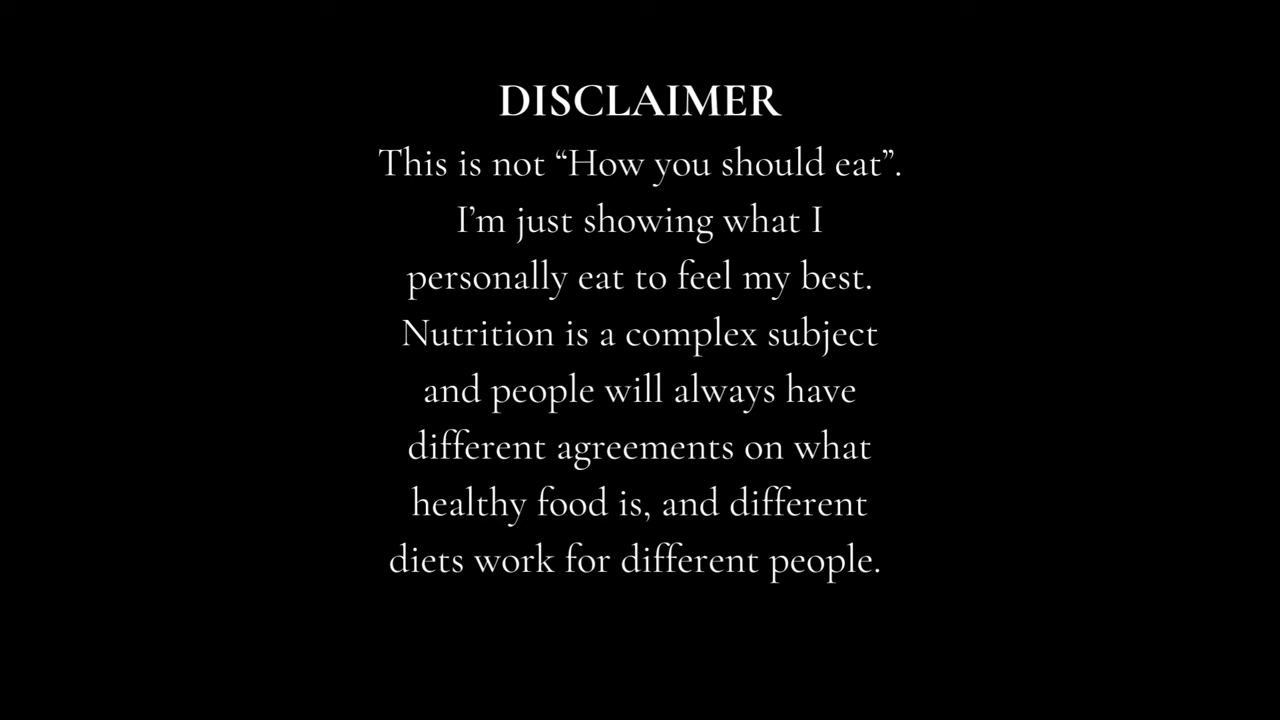 DISCLAIMER
This is not “How you should eat”.
I’m just showing what I
personally eat to feel my best.
Nutrition is a complex subject
and people will always have
different agreements on what
healthy food is, and different
diets work for different people.